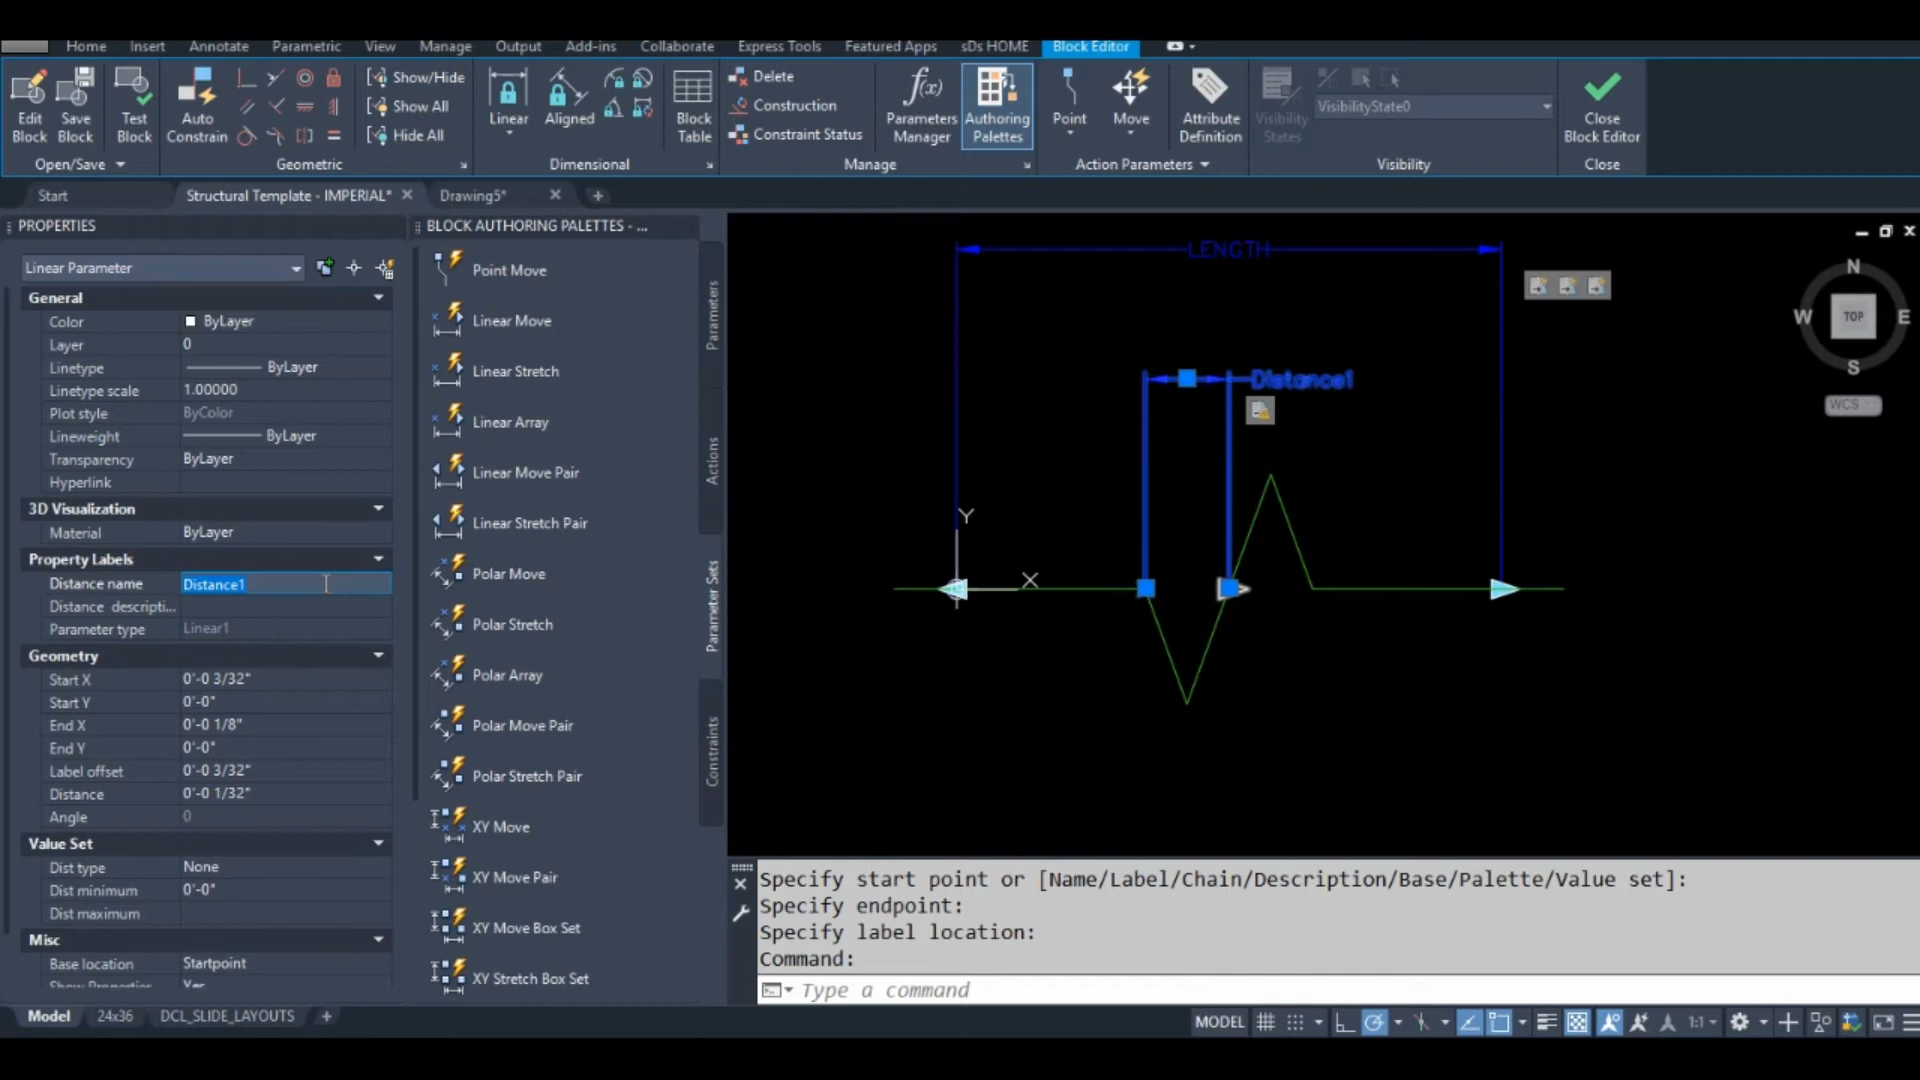 Home Insert Annotate Parametric View Manage Output Add-ins Collaborate Express Tools Featured Apps sDs HOME Block Editor
Edit Block
Save Block
Test Block
Auto Constrain
Show/Hide
Show All
Hide All
Linear
Aligned
Block Table
Delete
Construction
Constraint Status
Parameters Manager
Authoring Palettes
Point
Move
Attribute Definition
Visibility States
VisibilityState0
Close Block Editor
Open/Save Geometric Dimensional Manage Action Parameters Visibility Close
Start Structural Template - IMPERIAL* Drawing5*
PROPERTIES
Linear Parameter
General
Color ByLayer
Layer 0
Linetype ByLayer
Linetype scale 1.00000
Plot style ByColor
Lineweight ByLayer
Transparency ByLayer
Hyperlink
3D Visualization
Material ByLayer
Property Labels
Distance name Distance1
Distance descripti...
Parameter type Linear1
Geometry
Start X 0'-0 3/32"
Start Y 0'-0"
End X 0'-0 1/8"
End Y 0'-0"
Label offset 0'-0 3/32"
Distance 0'-0 1/32"
Angle 0
Value Set
Dist type None
Dist minimum 0'-0"
Dist maximum
Misc
Base location Startpoint
Show Properties Yes
BLOCK AUTHORING PALETTES - ...
Point Move
Linear Move
Linear Stretch
Linear Array
Linear Move Pair
Linear Stretch Pair
Polar Move
Polar Stretch
Polar Array
Polar Move Pair
Polar Stretch Pair
XY Move
XY Move Pair
XY Move Box Set
XY Stretch Box Set
Parameters
Actions
Parameter Sets
Constraints
LENGTH
Distance1
Y
X
N
W TOP E
S
WCS
Specify start point or [Name/Label/Chain/Description/Base/Palette/Value set]:
Specify endpoint:
Specify label location:
Command:
Type a command
Model 24x36 DCL_SLIDE_LAYOUTS
MODEL 1:1